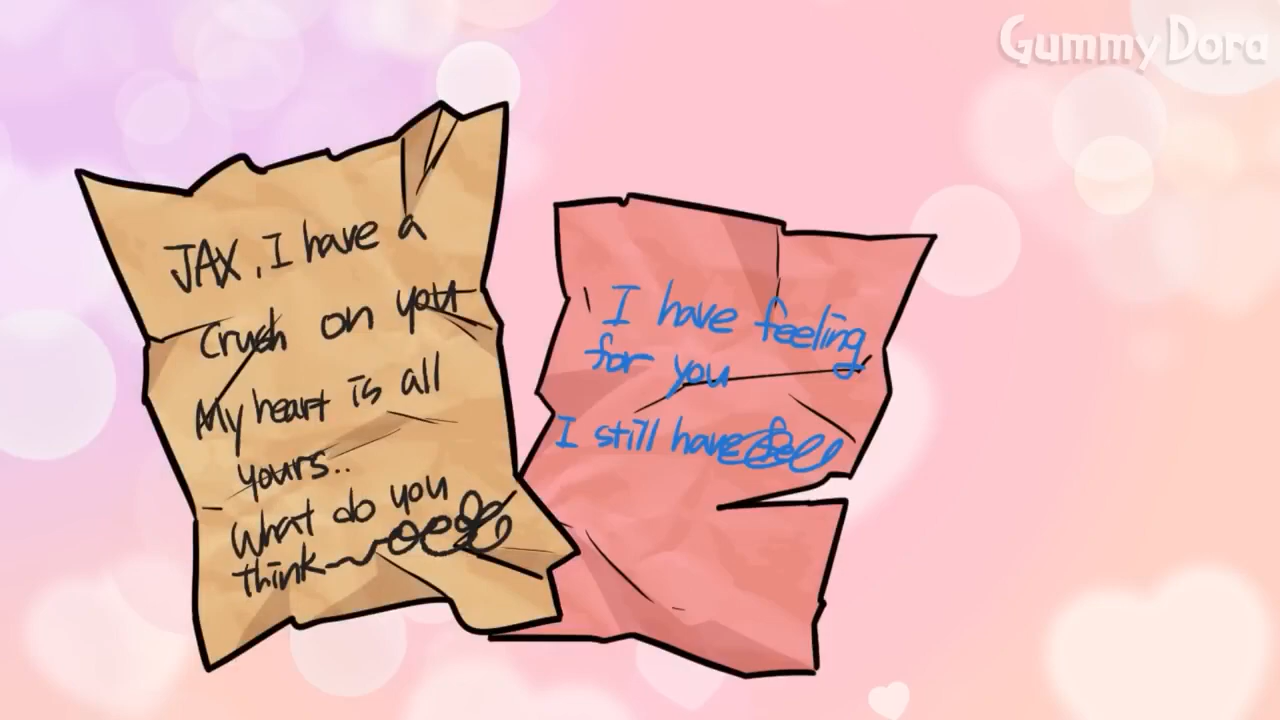 GummyDora
JAX, I have a
Crush on you
My heart is all
yours..
What do you
think
I have feeling
for you
I still have